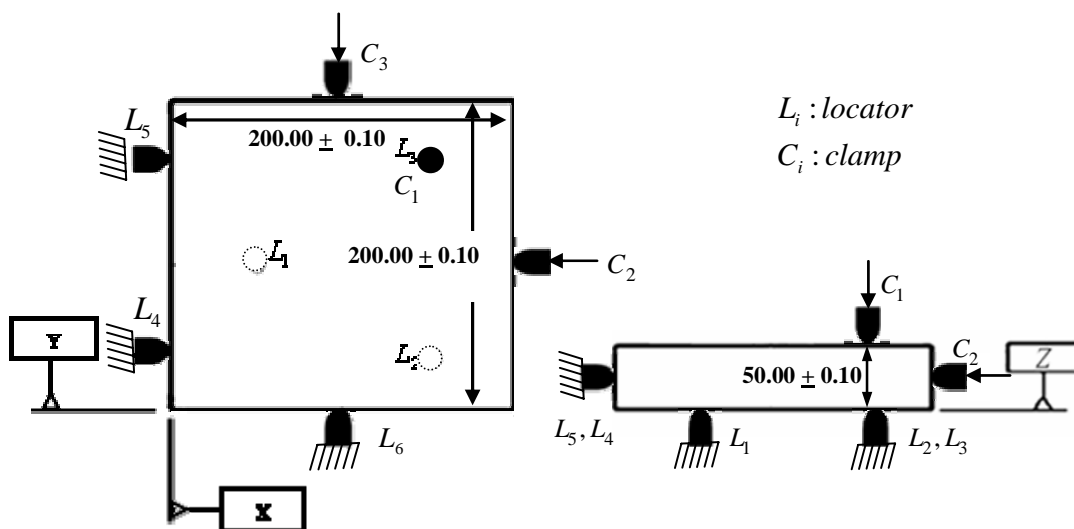 C3
Li : locator
L5
200.00 ± 0.10
L3
Ci : clamp
C1
L1
200.00 ± 0.10
C2
C1
L4
Y
L2
C2
Z
50.00 ± 0.10
L6
L5, L4
L1
L2, L3
X